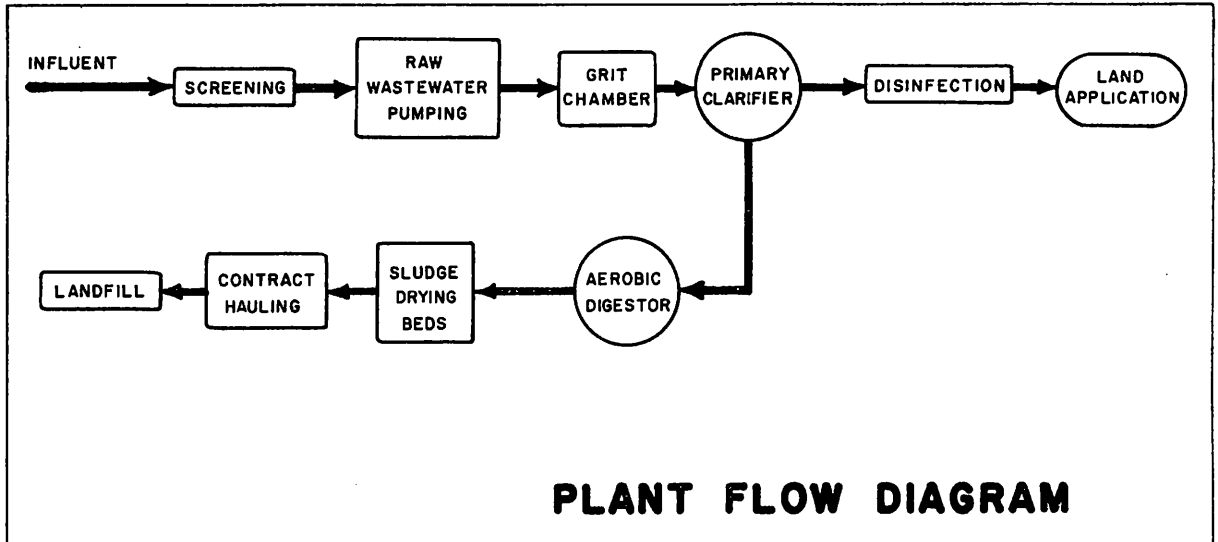 INFLUENT
SCREENING
RAW
WASTEWATER
PUMPING
GRIT
CHAMBER
PRIMARY
CLARIFIER
DISINFECTION
LAND
APPLICATION
LANDFILL
CONTRACT
HAULING
SLUDGE
DRYING
BEDS
AEROBIC
DIGESTOR
PLANT FLOW DIAGRAM